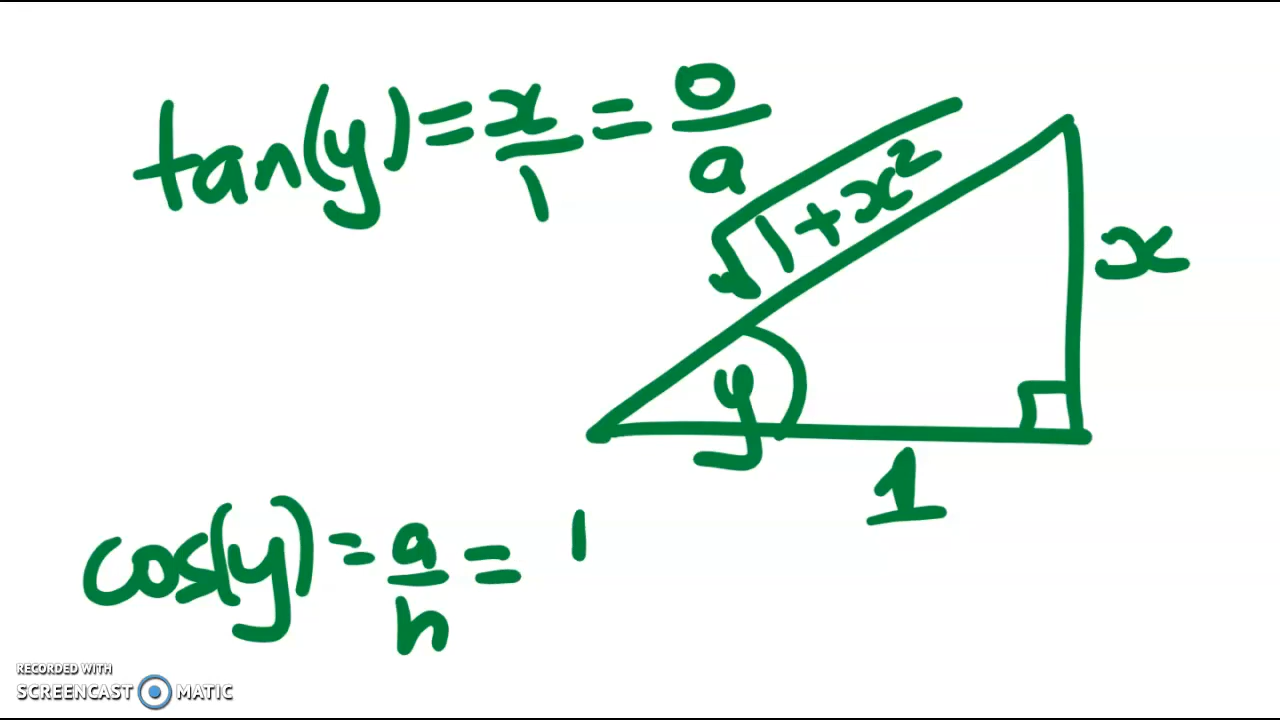 tan(y) = x/1 = o/a
√1+x²
x
y
1
cos(y) = a/h = 1
RECORDED WITH
SCREENCAST MATIC